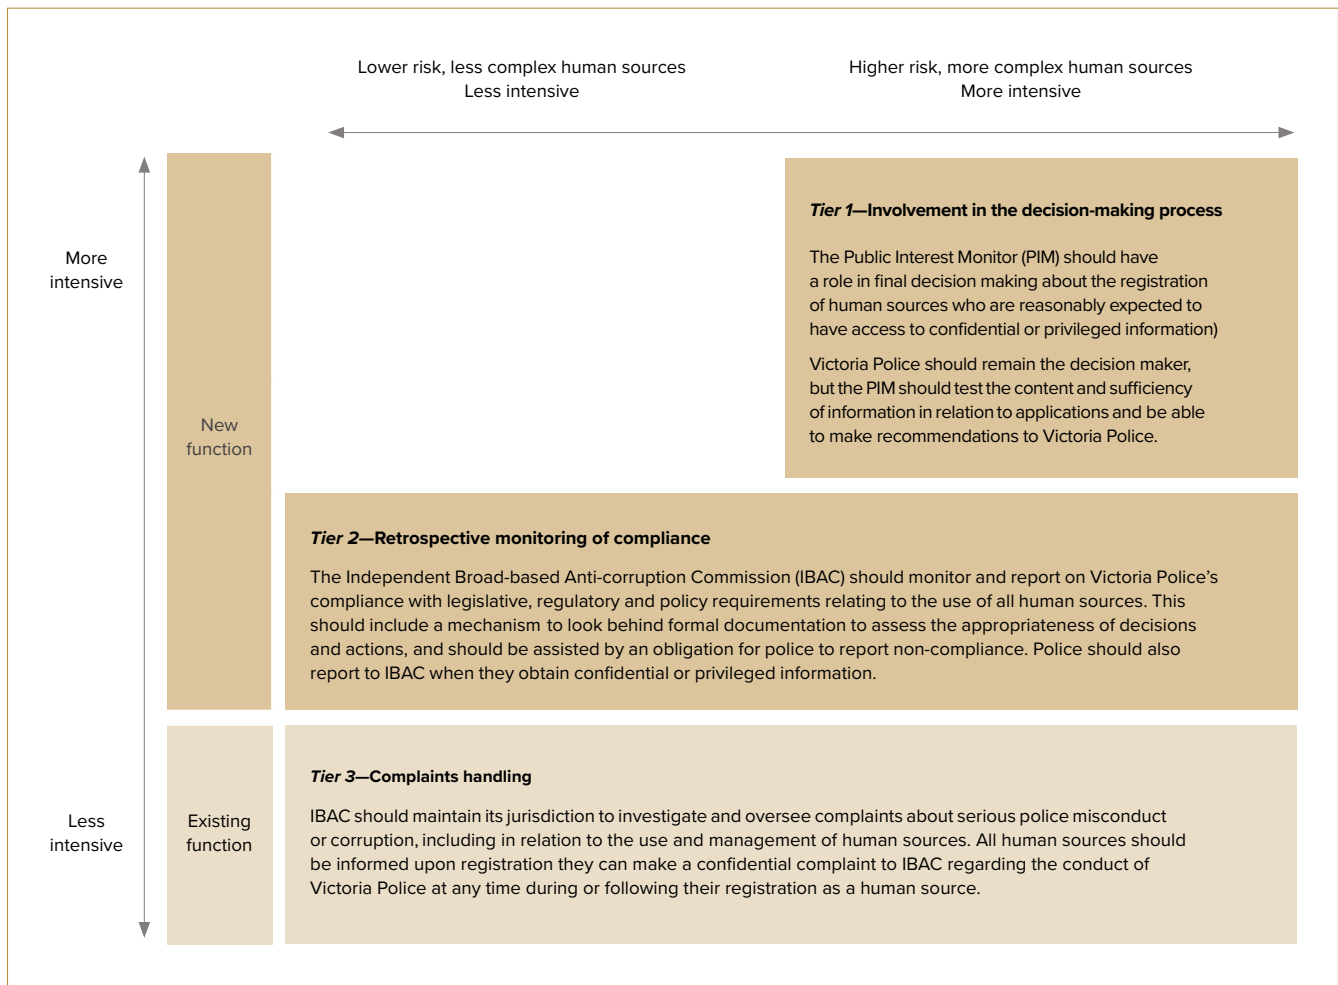 Lower risk, less complex human sources
Less intensive
Higher risk, more complex human sources
More intensive
More
intensive
New
function
Tier 1—Involvement in the decision-making process
The Public Interest Monitor (PIM) should have
a role in final decision making about the registration
of human sources who are reasonably expected to
have access to confidential or privileged information)
Victoria Police should remain the decision maker,
but the PIM should test the content and sufficiency
of information in relation to applications and be able
to make recommendations to Victoria Police.
Tier 2—Retrospective monitoring of compliance
The Independent Broad-based Anti-corruption Commission (IBAC) should monitor and report on Victoria Police’s
compliance with legislative, regulatory and policy requirements relating to the use of all human sources. This
should include a mechanism to look behind formal documentation to assess the appropriateness of decisions
and actions, and should be assisted by an obligation for police to report non-compliance. Police should also
report to IBAC when they obtain confidential or privileged information.
Less
intensive
Existing
function
Tier 3—Complaints handling
IBAC should maintain its jurisdiction to investigate and oversee complaints about serious police misconduct
or corruption, including in relation to the use and management of human sources. All human sources should
be informed upon registration they can make a confidential complaint to IBAC regarding the conduct of
Victoria Police at any time during or following their registration as a human source.